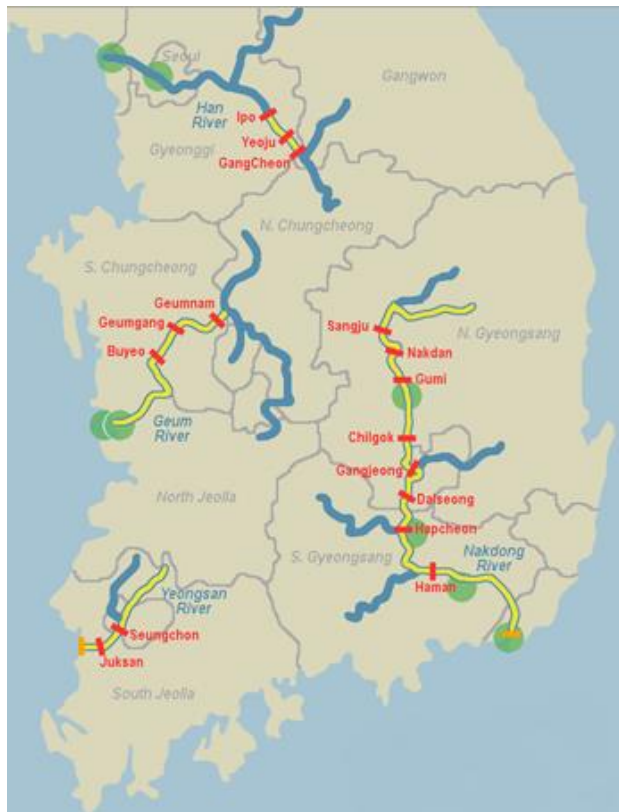 Seoul
Gangwon
Han
River
Ipo
Yeoju
GangCheon
Gyeonggi
N. Chungcheong
S. Chungcheong
Geumnam
Geumgang
Buyeo
Sangju
N. Gyeongsang
Nakdan
Gumi
Geum
River
Chilgok
Gangjeong
Dalseong
North Jeolla
Hapcheon
S. Gyeongsang
Nakdong
River
Haman
Yeongsan
River
Seungchon
Juksan
South Jeolla